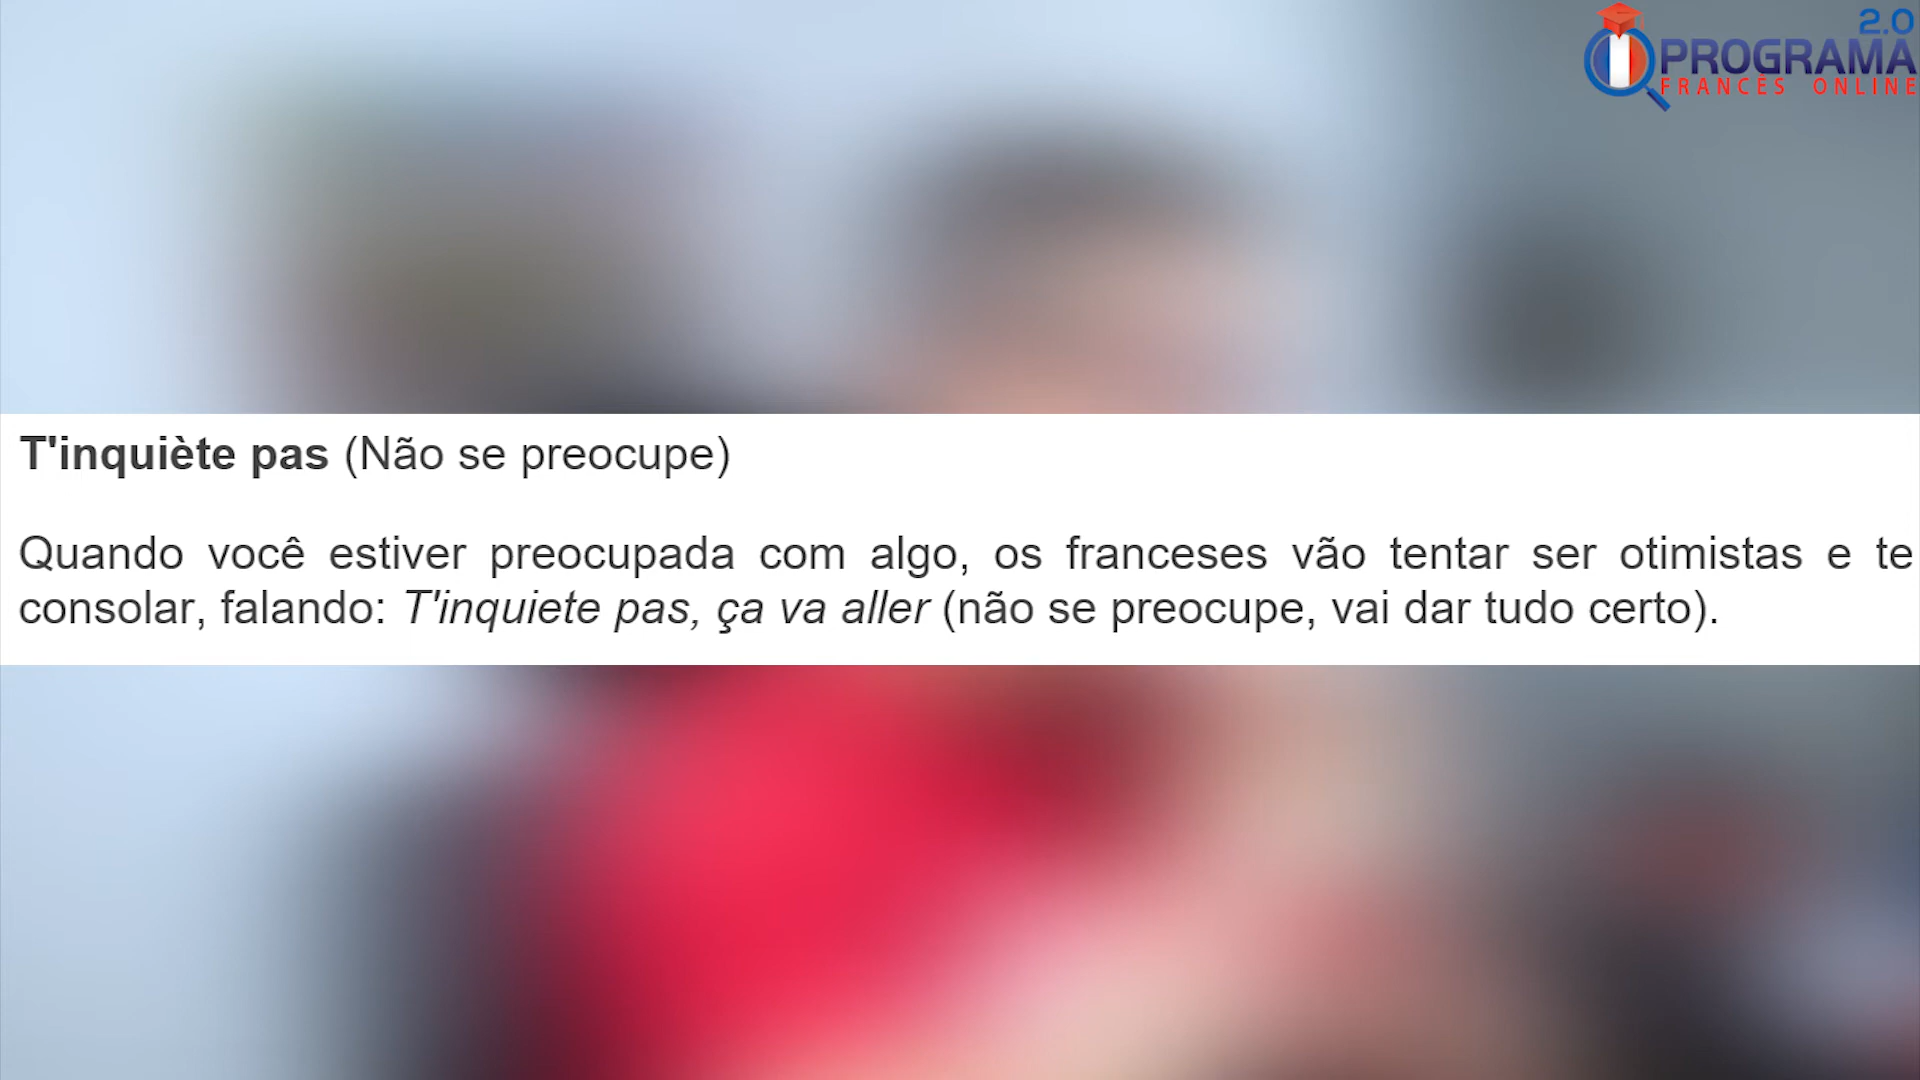 2.0
PROGRAMA
FRANCÊS ONLINE
T'inquiète pas (Não se preocupe)
Quando você estiver preocupada com algo, os franceses vão tentar ser otimistas e te
consolar, falando: T'inquiete pas, ça va aller (não se preocupe, vai dar tudo certo).